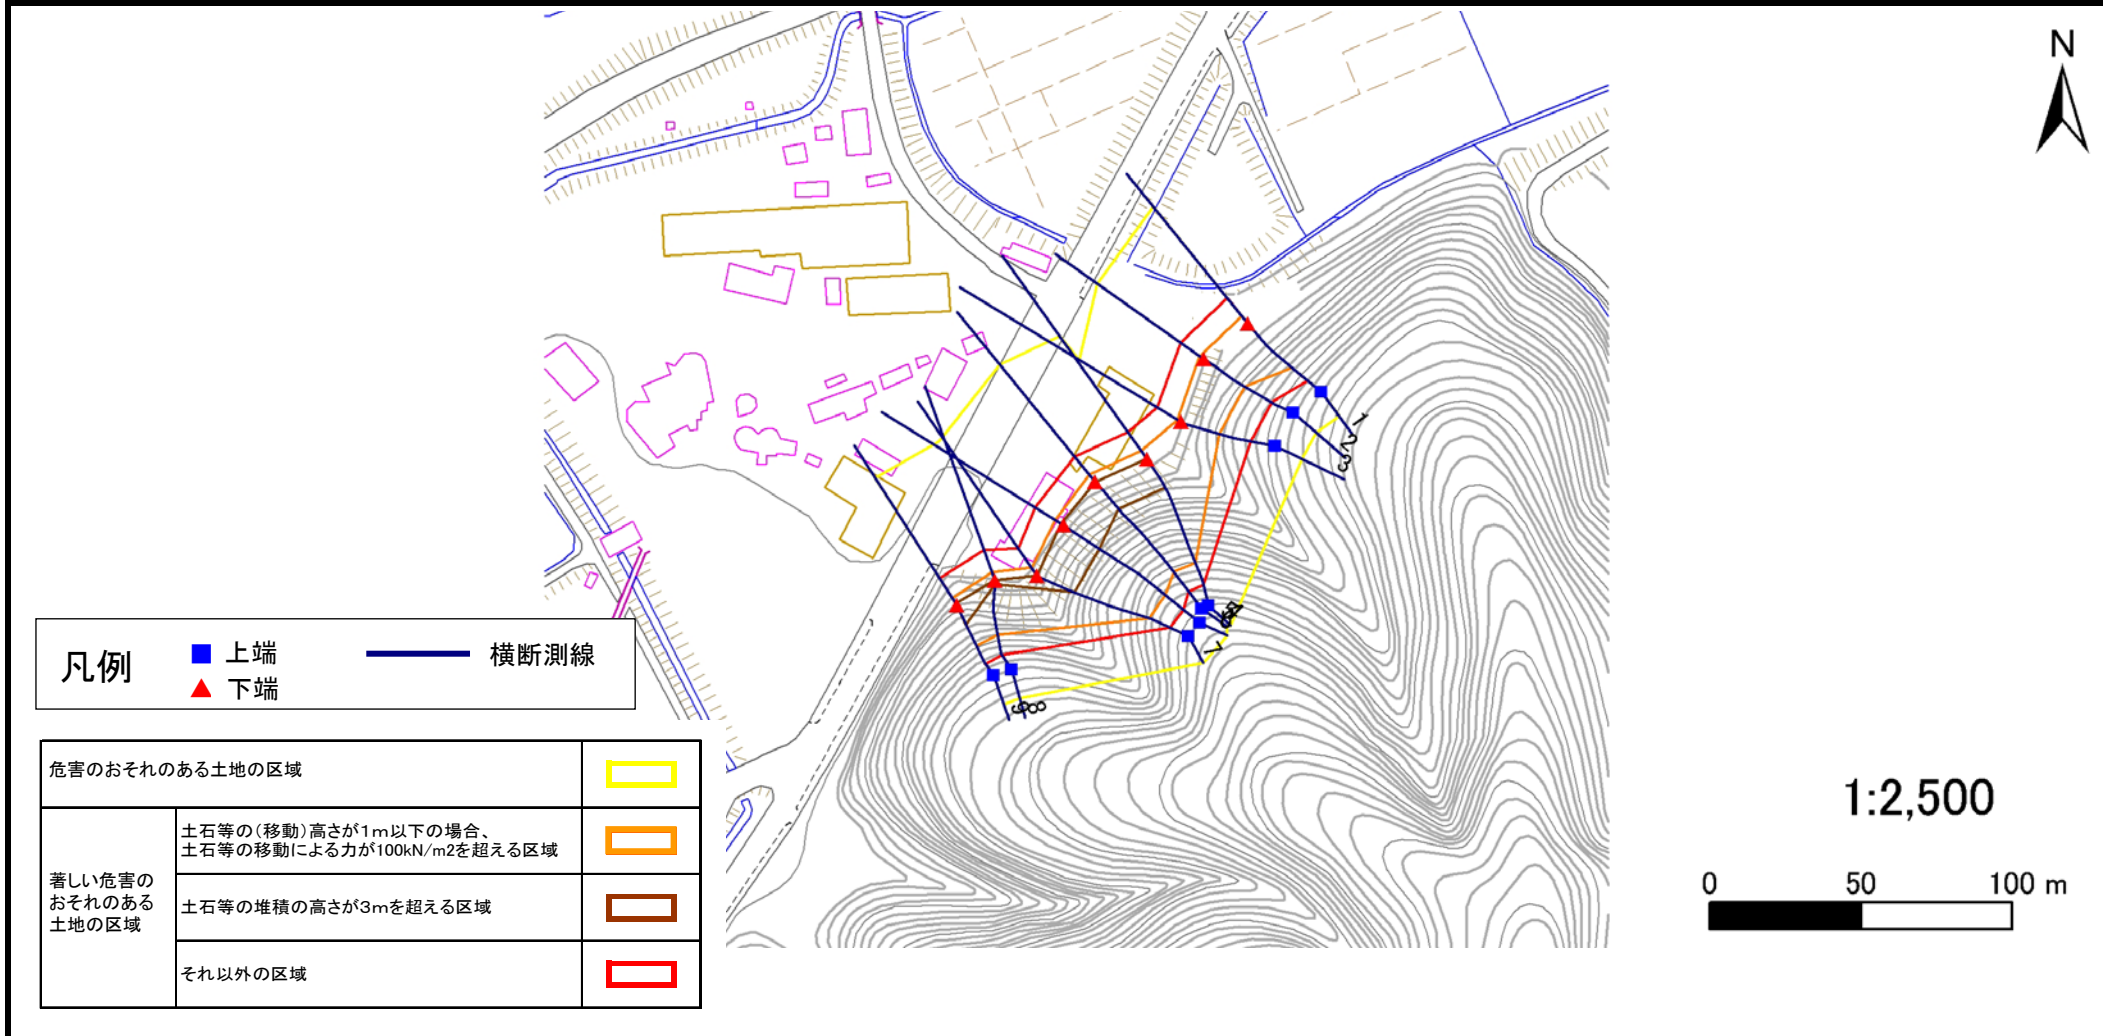 N
1
2
3
7
9
8
凡例
上端
横断測線
下端
危害のおそれのある土地の区域
著しい危害の
おそれのある
土地の区域
土石等の(移動)高さが1m以下の場合、
土石等の移動による力が100kN/m2を超える区域
土石等の堆積の高さが3mを超える区域
それ以外の区域
1:2,500
0 50 100 m